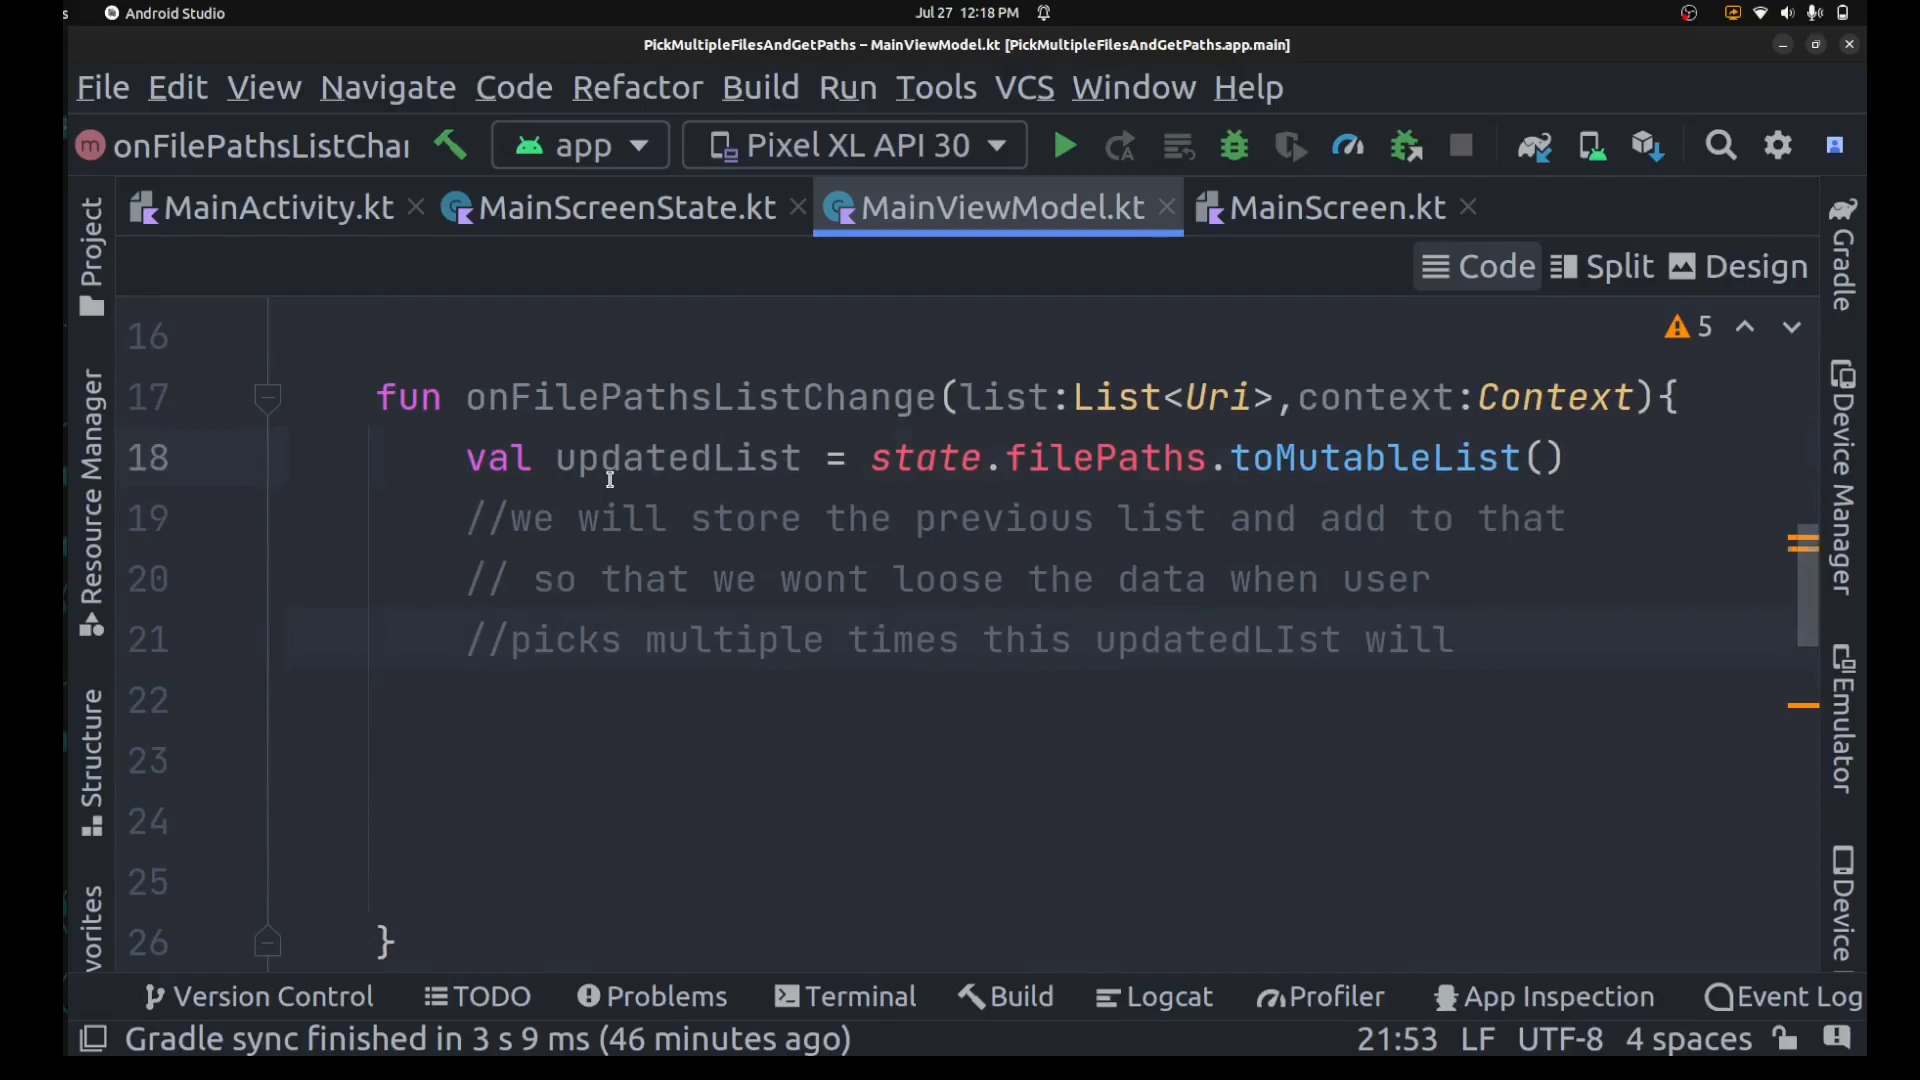 s Android Studio Jul 27 12:18 PM
PickMultipleFilesAndGetPaths – MainViewModel.kt [PickMultipleFilesAndGetPaths.app.main]
File Edit View Navigate Code Refactor Build Run Tools VCS Window Help
m onFilePathsListChar app Pixel XL API 30
MainActivity.kt MainScreenState.kt MainViewModel.kt MainScreen.kt
Code Split Design
5
16
17 fun onFilePathsListChange(list:List<Uri>,context:Context){
18 val updatedList = state.filePaths.toMutableList()
19 //we will store the previous list and add to that
20 // so that we wont loose the data when user
21 //picks multiple times this updatedLIst will
22
23
24
25
26 }
Project
Resource Manager
Structure
vorites
Gradle
Device Manager
Emulator
Device
Version Control TODO Problems Terminal Build Logcat Profiler App Inspection Event Log
Gradle sync finished in 3 s 9 ms (46 minutes ago) 21:53 LF UTF-8 4 spaces